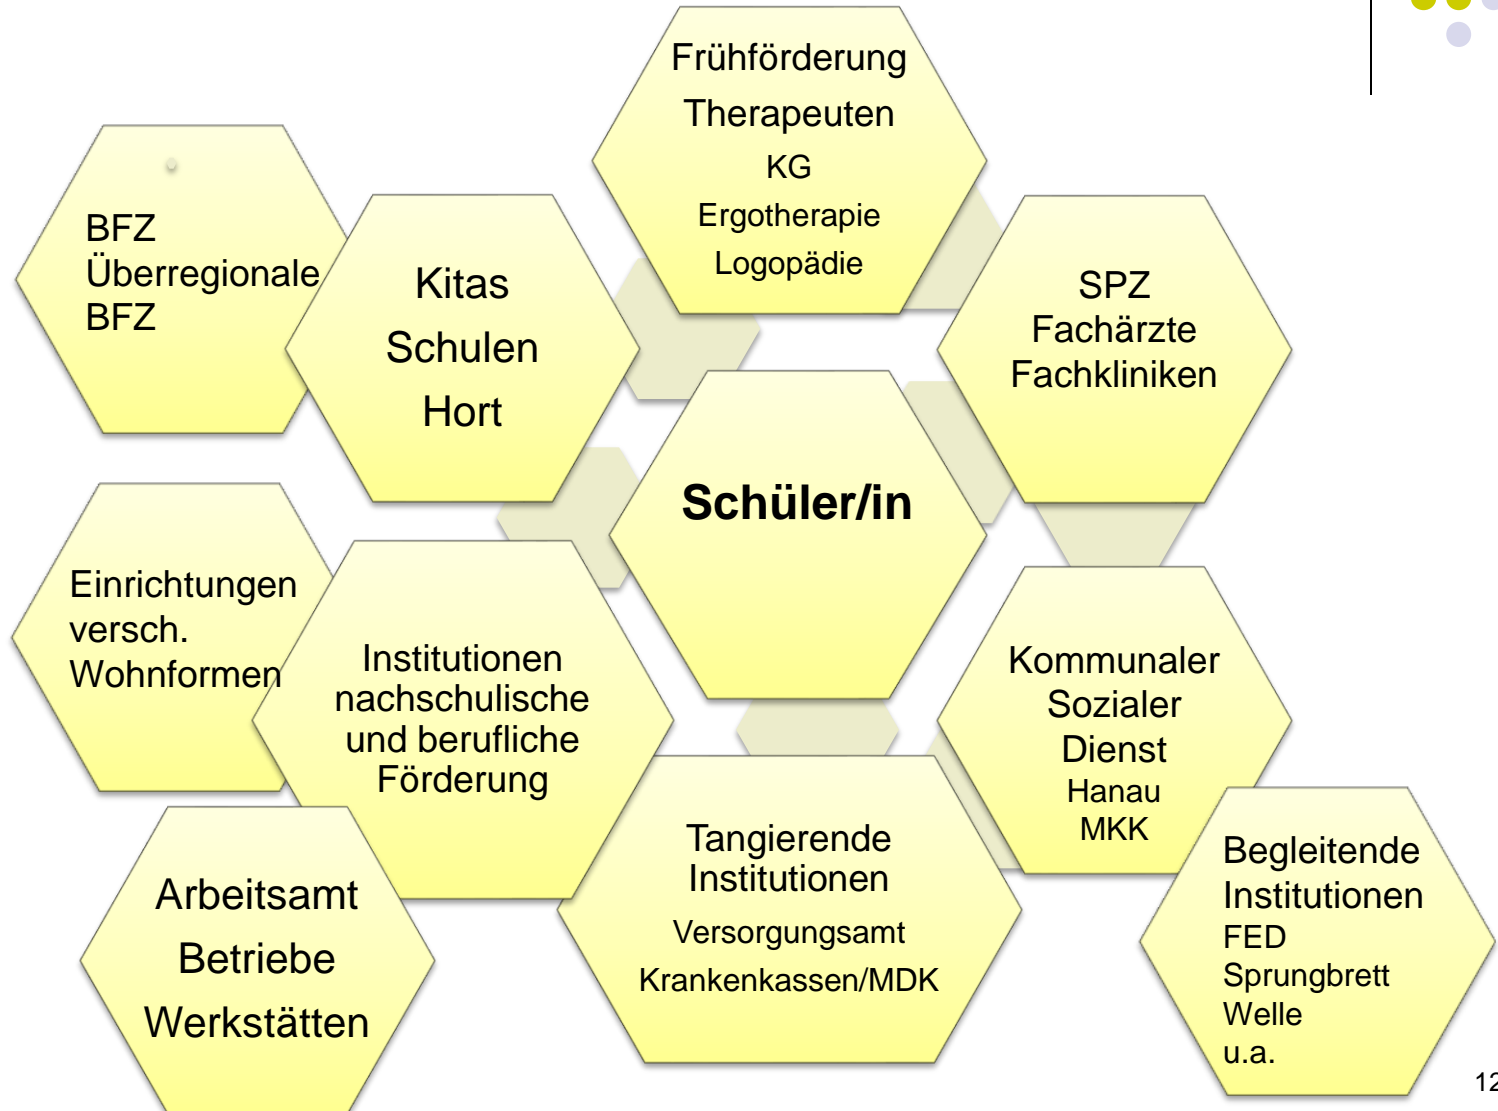 Frühförderung
Therapeuten
KG
Ergotherapie
Logopädie
BFZ
Überregionale
BFZ
Kitas
Schulen
Hort
SPZ
Fachärzte
Fachkliniken
Schüler/in
Einrichtungen
versch.
Wohnformen
Institutionen
nachschulische
und berufliche
Förderung
Kommunaler
Sozialer
Dienst
Hanau
MKK
Tangierende
Institutionen
Versorgungsamt
Krankenkassen/MDK
Begleitende
Institutionen
FED
Sprungbrett
Welle
u.a.
Arbeitsamt
Betriebe
Werkstätten
12